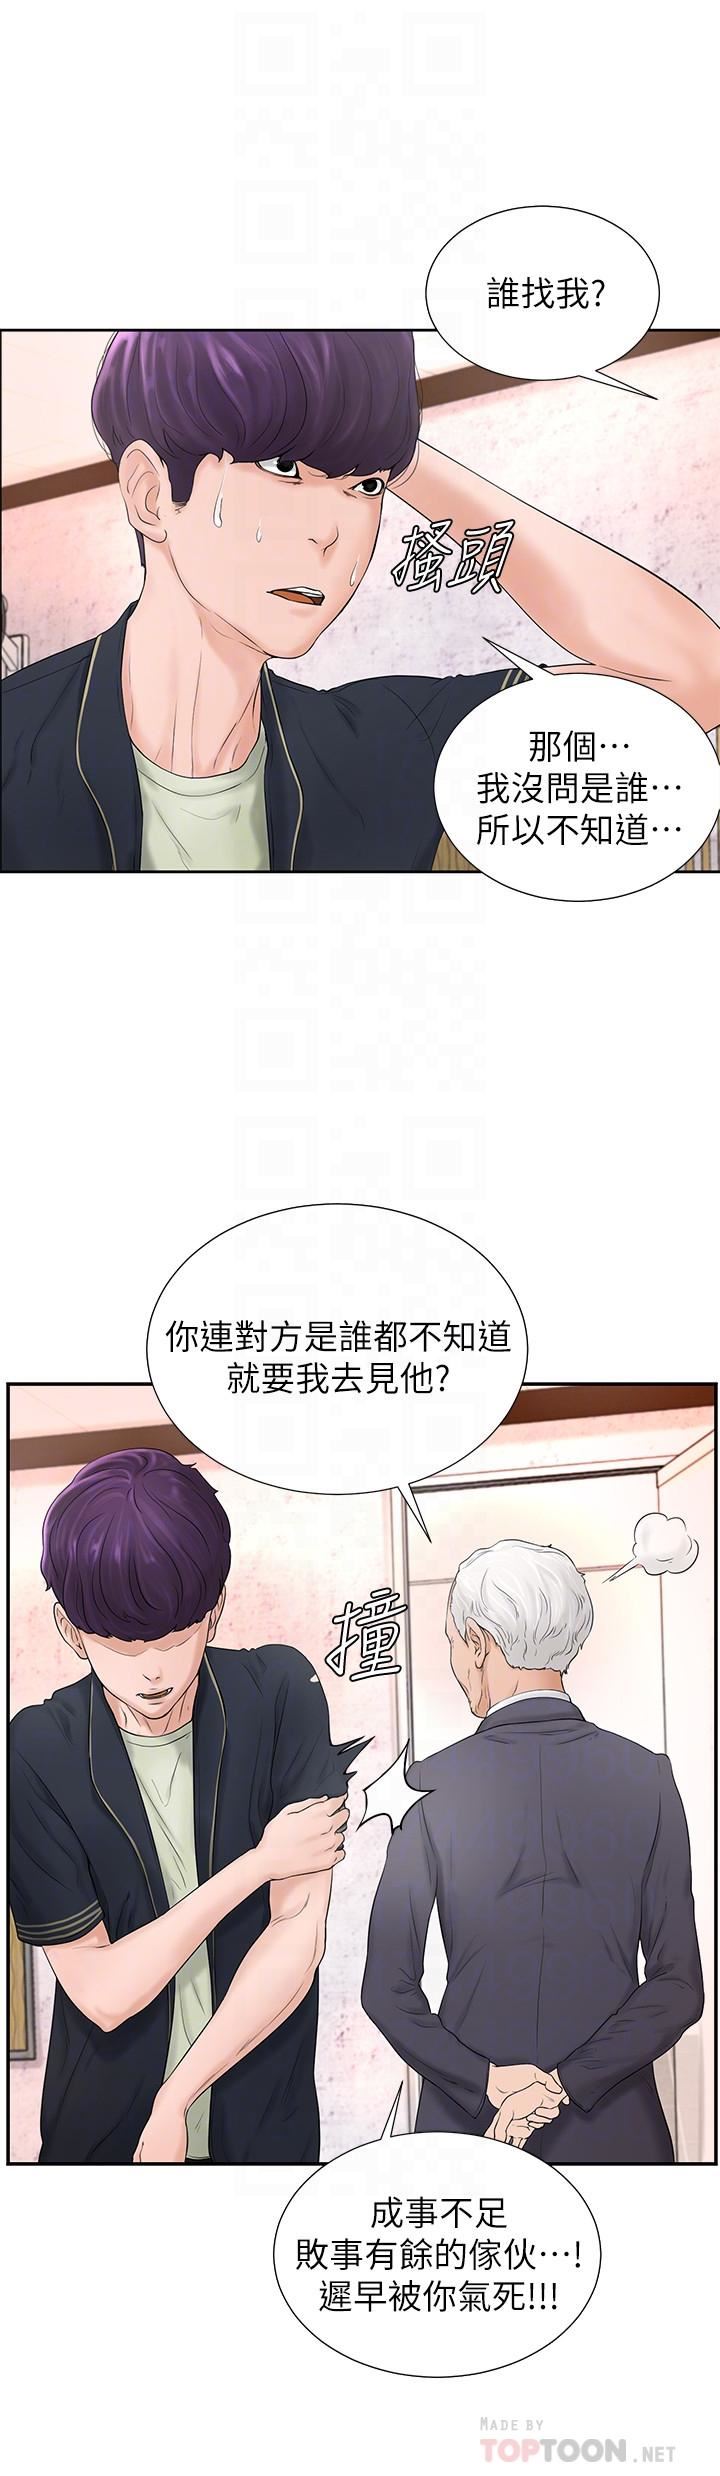 誰找我?
搔頭
那個⋯
我沒問是誰⋯
所以不知道⋯
你連對方是誰都不知道
就要我去見他?
撞
成事不足
敗事有餘的傢伙⋯!
遲早被你氣死!!!
MADE BY
TOPTOON.NET